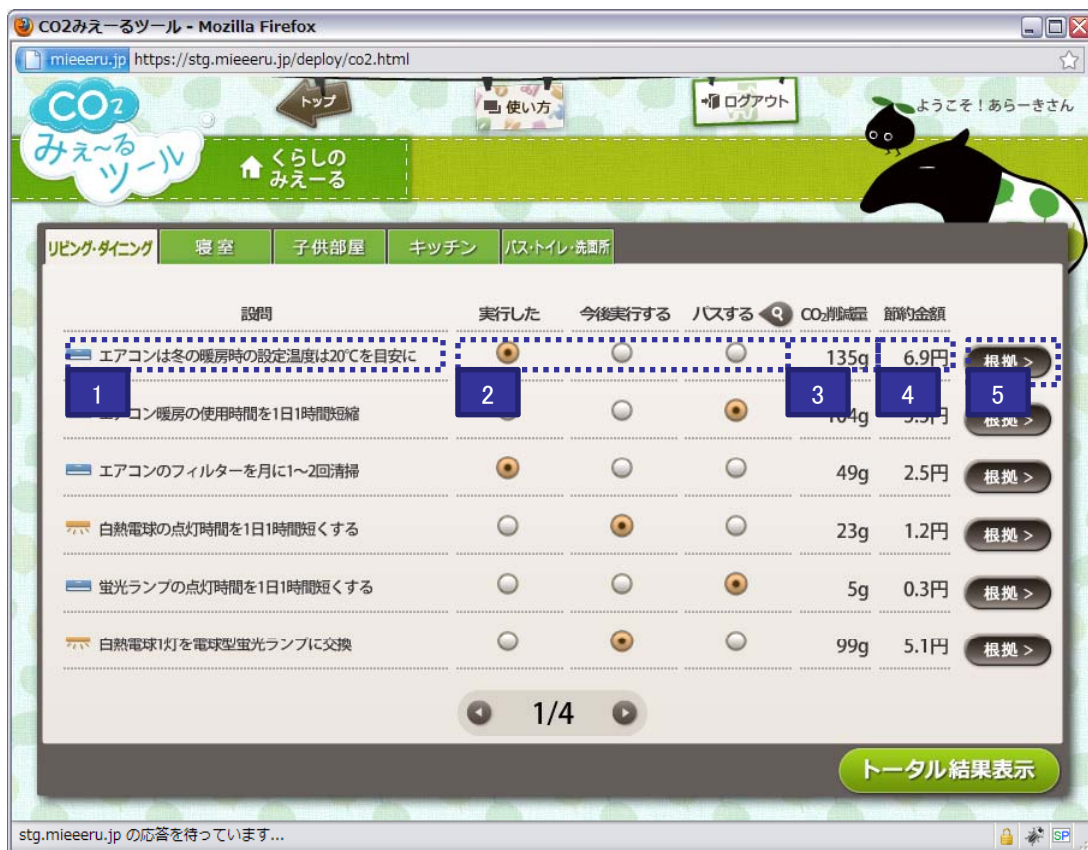 CO2みえーるツール - Mozilla Firefox
mieeeru.jp https://stg.mieeeru.jp/deploy/co2.html
CO2 みえ~るツール
トップ
使い方
ログアウト
ようこそ！あらーきさん
くらしの
みえーる
リビング・ダイニング 寝室 子供部屋 キッチン バス・トイレ・洗面所
設問 実行した 今後実行する パスする CO₂削減量 節約金額
エアコンは冬の暖房時の設定温度は20℃を目安に 135g 6.9円 根拠 >
1 2 3 4 5
エアコン暖房の使用時間を1日1時間短縮 根拠 >
エアコンのフィルターを月に1〜2回清掃 49g 2.5円 根拠 >
白熱電球の点灯時間を1日1時間短くする 23g 1.2円 根拠 >
蛍光ランプの点灯時間を1日1時間短くする 5g 0.3円 根拠 >
白熱電球1灯を電球型蛍光ランプに交換 99g 5.1円 根拠 >
1/4
トータル結果表示
stg.mieeeru.jp の応答を待っています...
SP